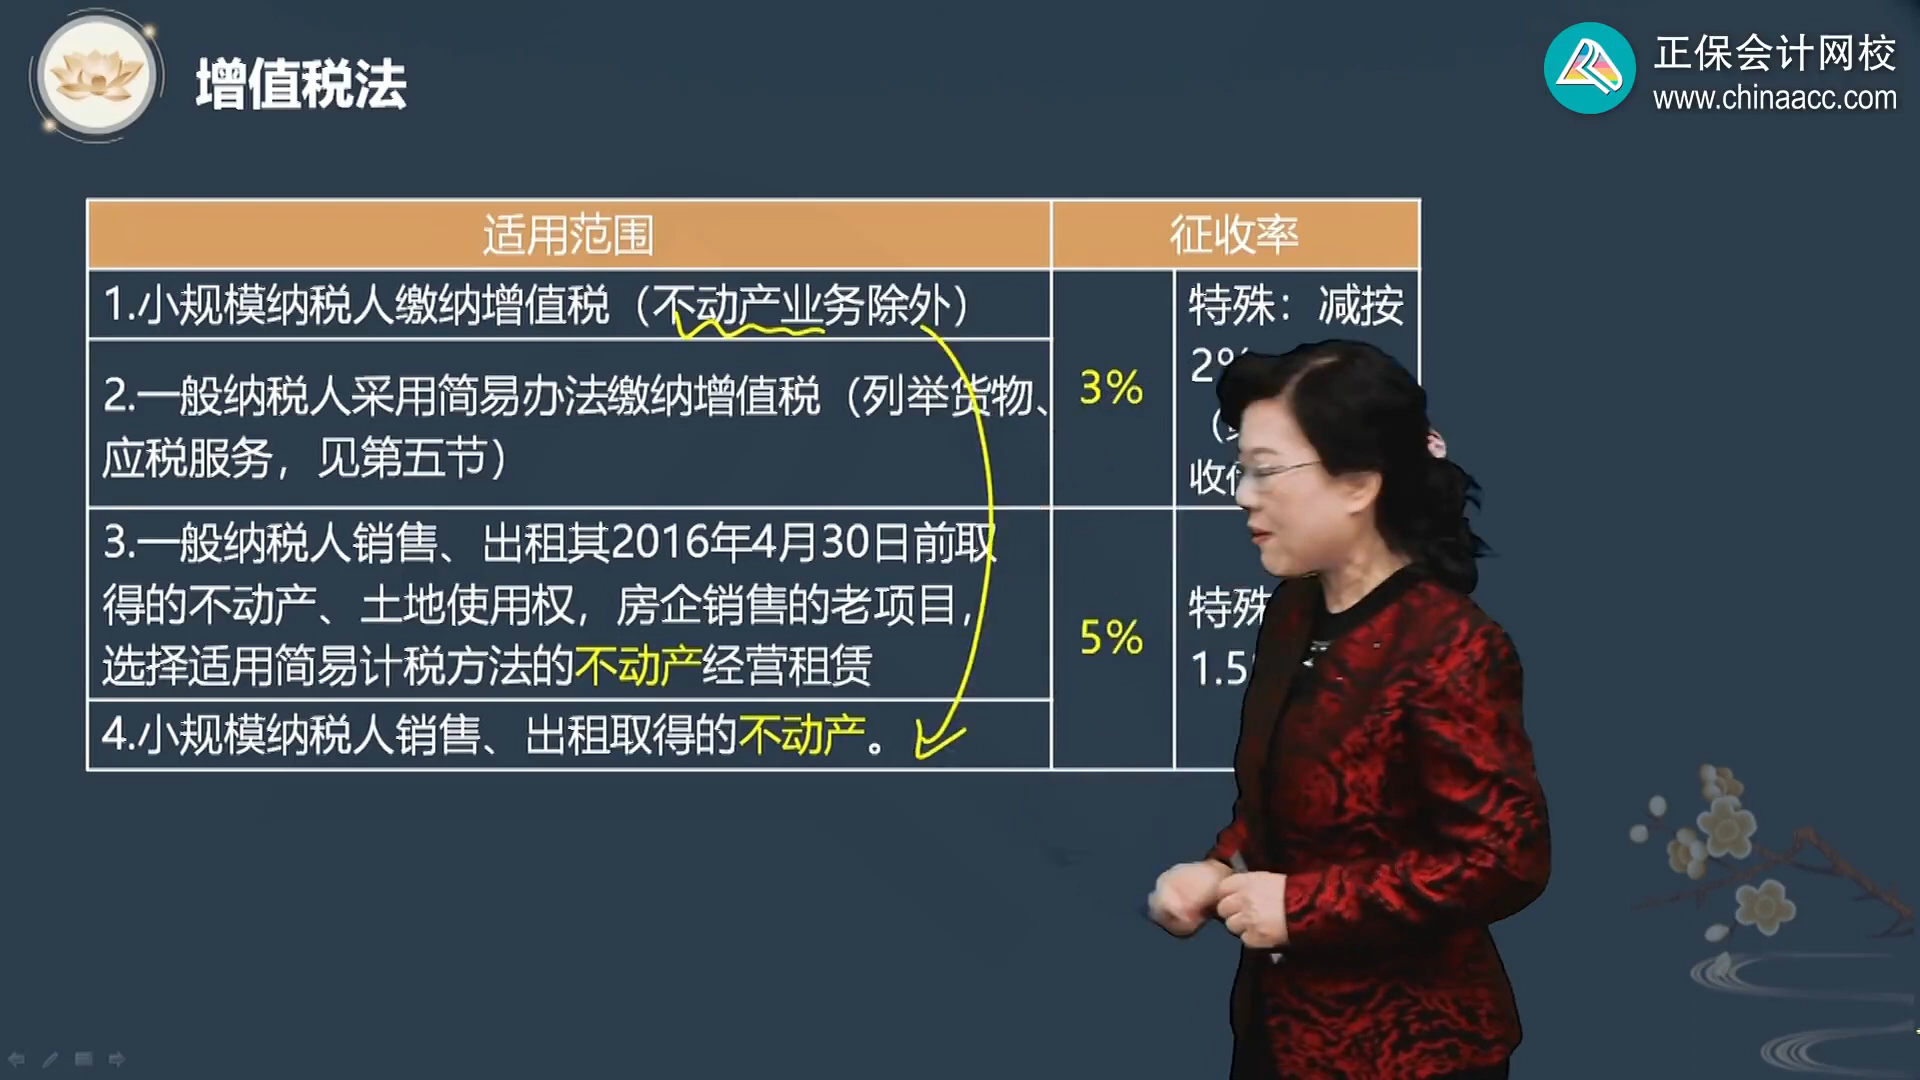 增值税法
正保会计网校
www.chinaacc.com
适用范围
征收率
1.小规模纳税人缴纳增值税（不动产业务除外）
2.一般纳税人采用简易办法缴纳增值税（列举货物、
应税服务，见第五节）
3%
特殊：减按
2%
收
3.一般纳税人销售、出租其2016年4月30日前取
得的不动产、土地使用权，房企销售的老项目，
选择适用简易计税方法的不动产经营租赁
4.小规模纳税人销售、出租取得的不动产。
5%
特殊
1.5